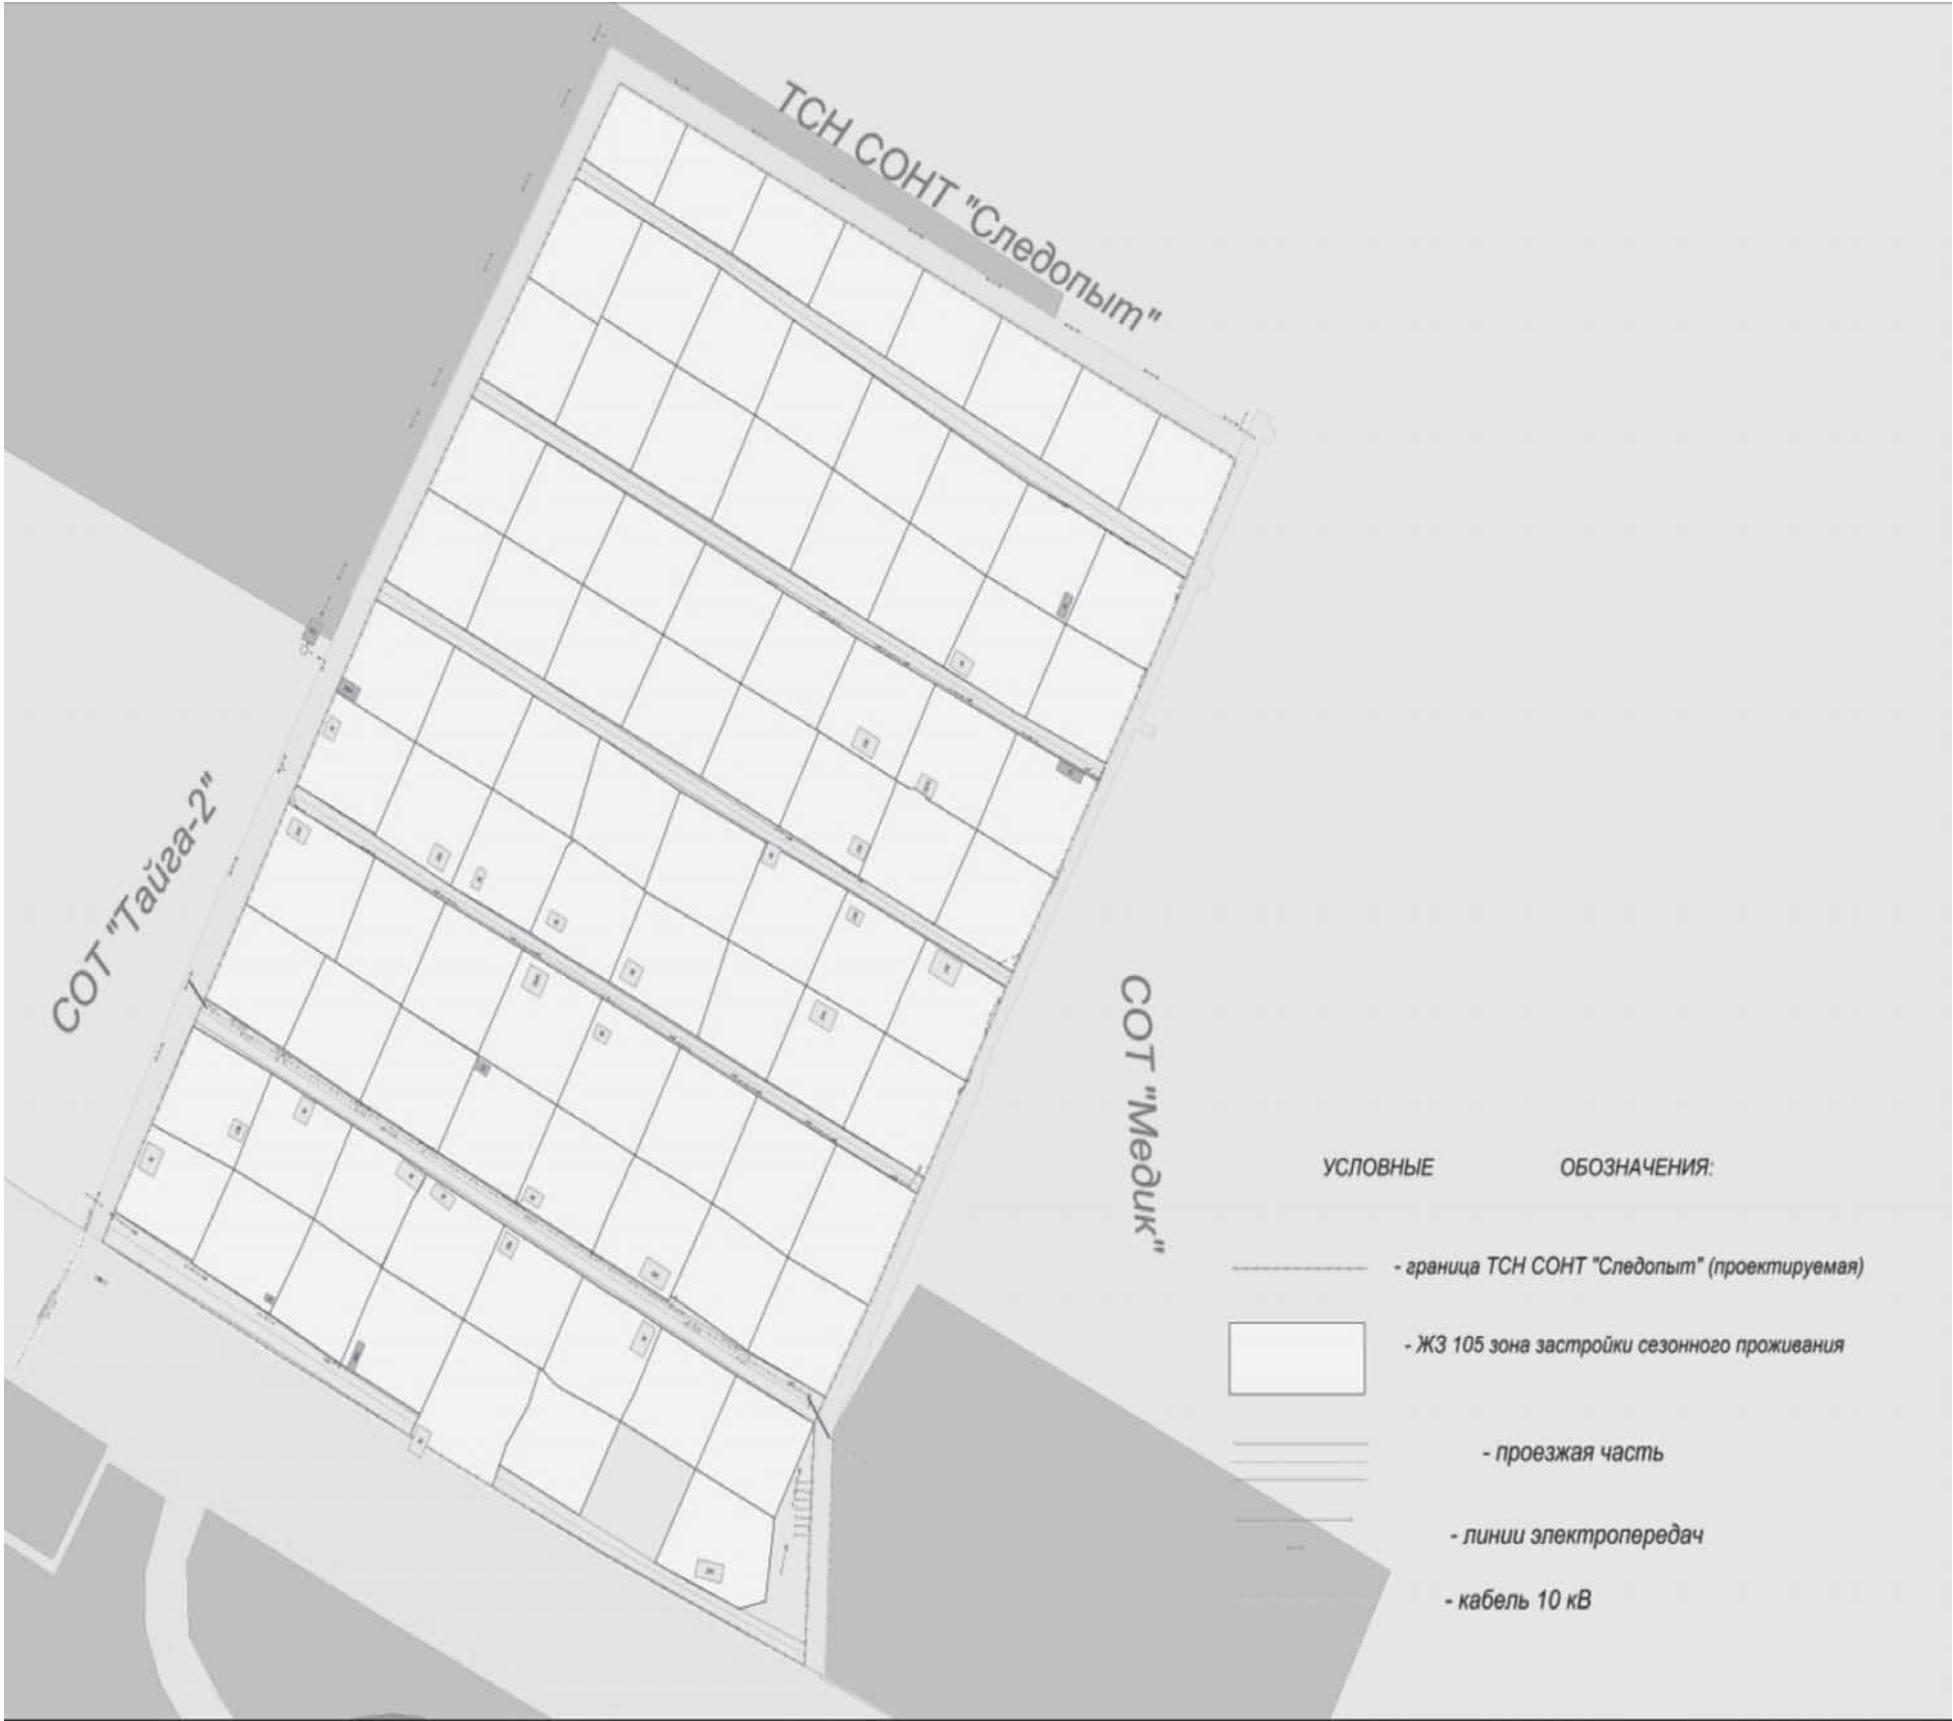 ТСН СОНТ "Следопыт"
СОТ "Тайга-2"
СОТ "Медик"
УСЛОВНЫЕ ОБОЗНАЧЕНИЯ:
- граница ТСН СОНТ "Следопыт" (проектируемая)
- ЖЗ 105 зона застройки сезонного проживания
- проезжая часть
- линии электропередач
- кабель 10 кВ